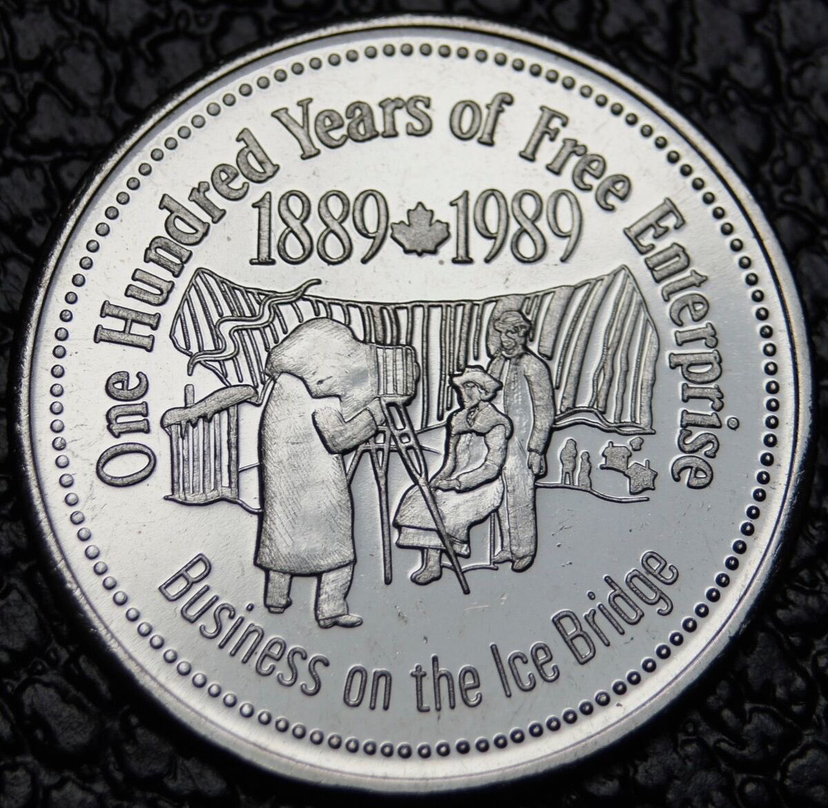 One Hundred Years of Free Enterprise
1889 1989
Business on the Ice Bridge